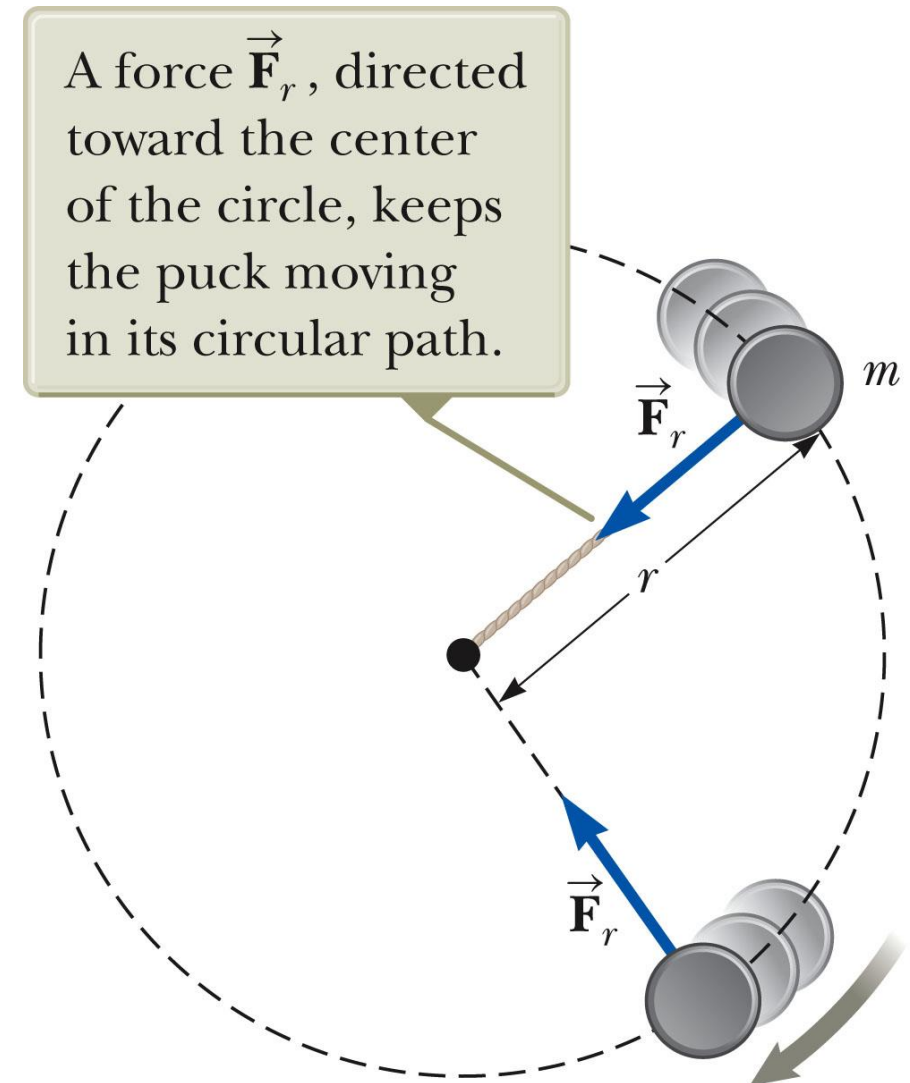 A force F⃗ᵣ, directed
toward the center
of the circle, keeps
the puck moving
in its circular path.
m
F⃗ᵣ
r
F⃗ᵣ